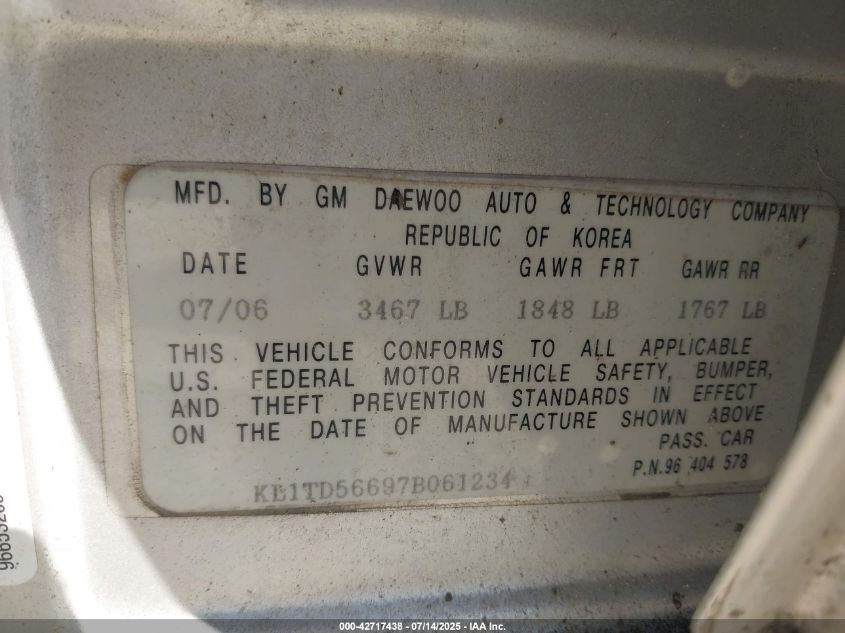 MFD. BY GM DAEWOO AUTO & TECHNOLOGY COMPANY
REPUBLIC OF KOREA
DATE GVWR GAWR FRT GAWR RR
07/06 3467 LB 1848 LB 1767 LB
THIS VEHICLE CONFORMS TO ALL APPLICABLE
U.S. FEDERAL MOTOR VEHICLE SAFETY, BUMPER,
AND THEFT PREVENTION STANDARDS IN EFFECT
ON THE DATE OF MANUFACTURE SHOWN ABOVE
PASS. CAR
P.N.96 404 578
KL1TD56697B061234
000-42717438 - 07/14/2025 - IAA Inc.